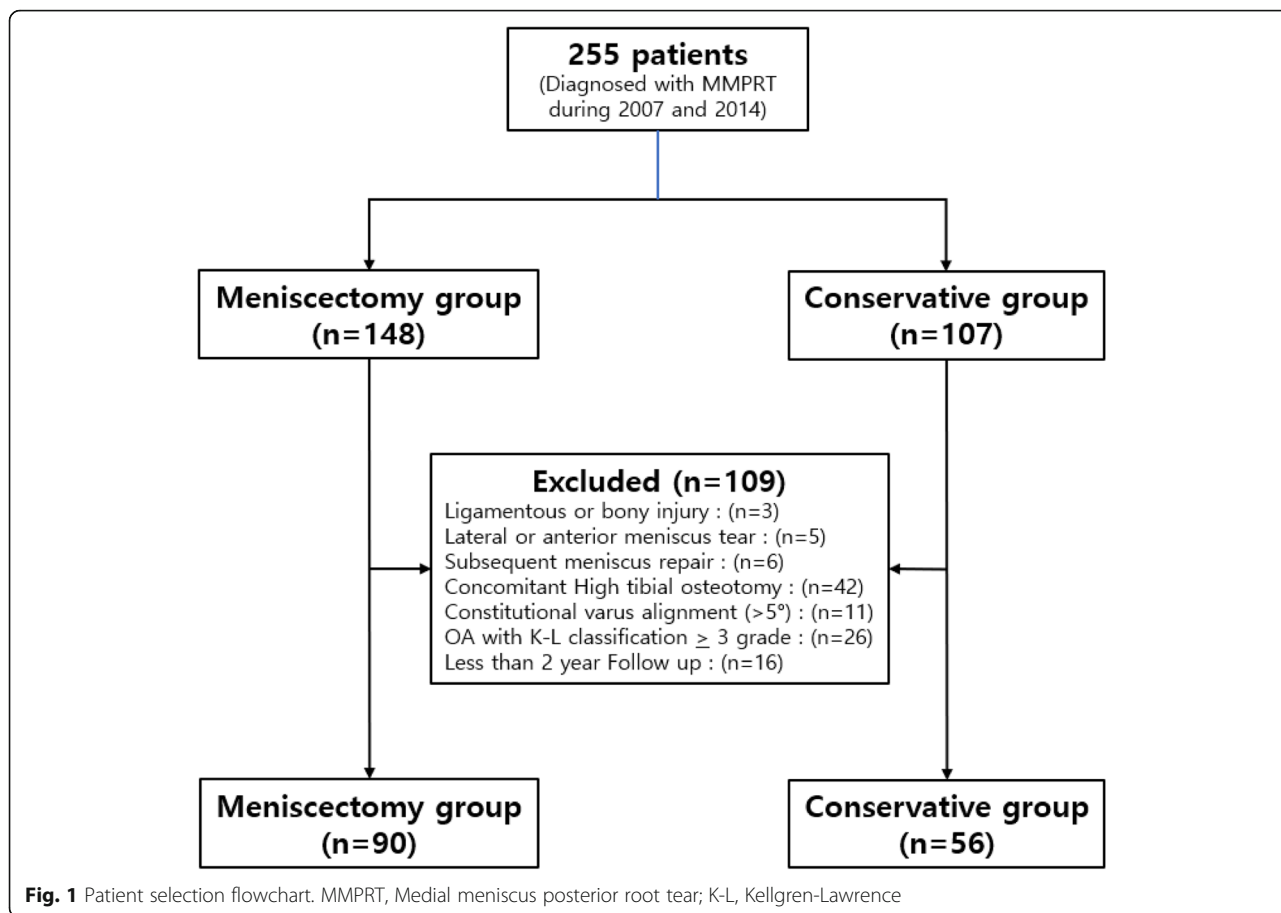 255 patients
(Diagnosed with MMPRT
during 2007 and 2014)
Meniscectomy group
(n=148)
Conservative group
(n=107)
Excluded (n=109)
Ligamentous or bony injury : (n=3)
Lateral or anterior meniscus tear : (n=5)
Subsequent meniscus repair : (n=6)
Concomitant High tibial osteotomy : (n=42)
Constitutional varus alignment (>5°) : (n=11)
OA with K-L classification ≥ 3 grade : (n=26)
Less than 2 year Follow up : (n=16)
Meniscectomy group
(n=90)
Conservative group
(n=56)
Fig. 1 Patient selection flowchart. MMPRT, Medial meniscus posterior root tear; K-L, Kellgren-Lawrence